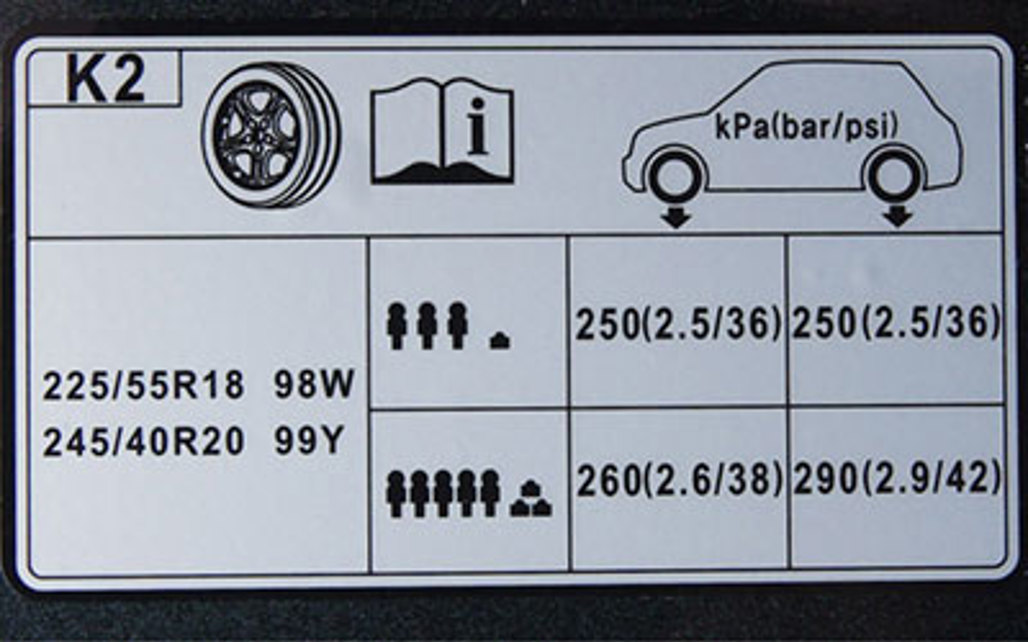 K2
i
kPa(bar/psi)
225/55R18 98W
245/40R20 99Y
250(2.5/36) 250(2.5/36)
260(2.6/38) 290(2.9/42)